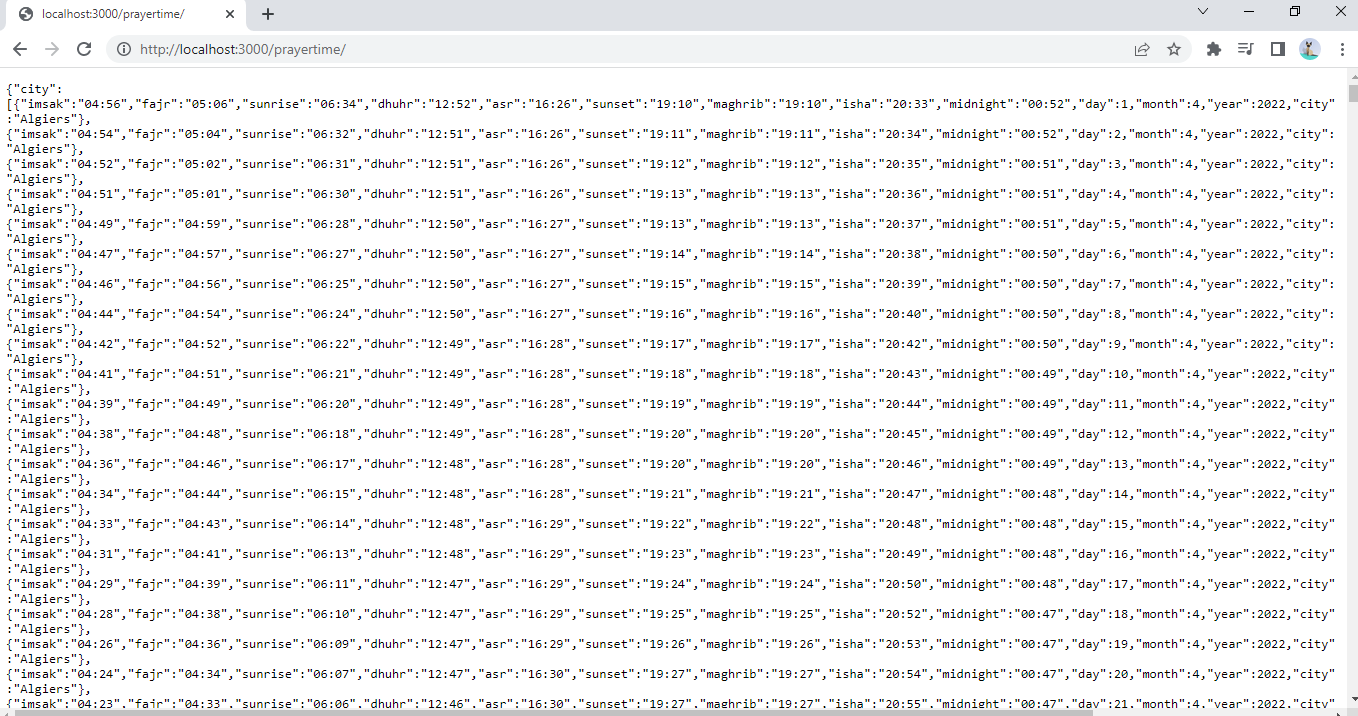 localhost:3000/prayertime/
http://localhost:3000/prayertime/
{"city":
[{"imsak":"04:56","fajr":"05:06","sunrise":"06:34","dhuhr":"12:52","asr":"16:26","sunset":"19:10","maghrib":"19:10","isha":"20:33","midnight":"00:52","day":1,"month":4,"year":2022,"city"
:"Algiers"},
{"imsak":"04:54","fajr":"05:04","sunrise":"06:32","dhuhr":"12:51","asr":"16:26","sunset":"19:11","maghrib":"19:11","isha":"20:34","midnight":"00:52","day":2,"month":4,"year":2022,"city":
"Algiers"},
{"imsak":"04:52","fajr":"05:02","sunrise":"06:31","dhuhr":"12:51","asr":"16:26","sunset":"19:12","maghrib":"19:12","isha":"20:35","midnight":"00:51","day":3,"month":4,"year":2022,"city":
"Algiers"},
{"imsak":"04:51","fajr":"05:01","sunrise":"06:30","dhuhr":"12:51","asr":"16:26","sunset":"19:13","maghrib":"19:13","isha":"20:36","midnight":"00:51","day":4,"month":4,"year":2022,"city":
"Algiers"},
{"imsak":"04:49","fajr":"04:59","sunrise":"06:28","dhuhr":"12:50","asr":"16:27","sunset":"19:13","maghrib":"19:13","isha":"20:37","midnight":"00:51","day":5,"month":4,"year":2022,"city":
"Algiers"},
{"imsak":"04:47","fajr":"04:57","sunrise":"06:27","dhuhr":"12:50","asr":"16:27","sunset":"19:14","maghrib":"19:14","isha":"20:38","midnight":"00:50","day":6,"month":4,"year":2022,"city":
"Algiers"},
{"imsak":"04:46","fajr":"04:56","sunrise":"06:25","dhuhr":"12:50","asr":"16:27","sunset":"19:15","maghrib":"19:15","isha":"20:39","midnight":"00:50","day":7,"month":4,"year":2022,"city":
"Algiers"},
{"imsak":"04:44","fajr":"04:54","sunrise":"06:24","dhuhr":"12:50","asr":"16:27","sunset":"19:16","maghrib":"19:16","isha":"20:40","midnight":"00:50","day":8,"month":4,"year":2022,"city":
"Algiers"},
{"imsak":"04:42","fajr":"04:52","sunrise":"06:22","dhuhr":"12:49","asr":"16:28","sunset":"19:17","maghrib":"19:17","isha":"20:42","midnight":"00:50","day":9,"month":4,"year":2022,"city":
"Algiers"},
{"imsak":"04:41","fajr":"04:51","sunrise":"06:21","dhuhr":"12:49","asr":"16:28","sunset":"19:18","maghrib":"19:18","isha":"20:43","midnight":"00:49","day":10,"month":4,"year":2022,"city"
:"Algiers"},
{"imsak":"04:39","fajr":"04:49","sunrise":"06:20","dhuhr":"12:49","asr":"16:28","sunset":"19:19","maghrib":"19:19","isha":"20:44","midnight":"00:49","day":11,"month":4,"year":2022,"city"
:"Algiers"},
{"imsak":"04:38","fajr":"04:48","sunrise":"06:18","dhuhr":"12:49","asr":"16:28","sunset":"19:20","maghrib":"19:20","isha":"20:45","midnight":"00:49","day":12,"month":4,"year":2022,"city"
:"Algiers"},
{"imsak":"04:36","fajr":"04:46","sunrise":"06:17","dhuhr":"12:48","asr":"16:28","sunset":"19:20","maghrib":"19:20","isha":"20:46","midnight":"00:49","day":13,"month":4,"year":2022,"city"
:"Algiers"},
{"imsak":"04:34","fajr":"04:44","sunrise":"06:15","dhuhr":"12:48","asr":"16:28","sunset":"19:21","maghrib":"19:21","isha":"20:47","midnight":"00:48","day":14,"month":4,"year":2022,"city"
:"Algiers"},
{"imsak":"04:33","fajr":"04:43","sunrise":"06:14","dhuhr":"12:48","asr":"16:29","sunset":"19:22","maghrib":"19:22","isha":"20:48","midnight":"00:48","day":15,"month":4,"year":2022,"city"
:"Algiers"},
{"imsak":"04:31","fajr":"04:41","sunrise":"06:13","dhuhr":"12:48","asr":"16:29","sunset":"19:23","maghrib":"19:23","isha":"20:49","midnight":"00:48","day":16,"month":4,"year":2022,"city"
:"Algiers"},
{"imsak":"04:29","fajr":"04:39","sunrise":"06:11","dhuhr":"12:47","asr":"16:29","sunset":"19:24","maghrib":"19:24","isha":"20:50","midnight":"00:48","day":17,"month":4,"year":2022,"city"
:"Algiers"},
{"imsak":"04:28","fajr":"04:38","sunrise":"06:10","dhuhr":"12:47","asr":"16:29","sunset":"19:25","maghrib":"19:25","isha":"20:52","midnight":"00:47","day":18,"month":4,"year":2022,"city"
:"Algiers"},
{"imsak":"04:26","fajr":"04:36","sunrise":"06:09","dhuhr":"12:47","asr":"16:29","sunset":"19:26","maghrib":"19:26","isha":"20:53","midnight":"00:47","day":19,"month":4,"year":2022,"city"
:"Algiers"},
{"imsak":"04:24","fajr":"04:34","sunrise":"06:07","dhuhr":"12:47","asr":"16:30","sunset":"19:27","maghrib":"19:27","isha":"20:54","midnight":"00:47","day":20,"month":4,"year":2022,"city"
:"Algiers"},
{"imsak":"04:23","fajr":"04:33","sunrise":"06:06","dhuhr":"12:46","asr":"16:30","sunset":"19:27","maghrib":"19:27","isha":"20:55","midnight":"00:47","day":21,"month":4,"year":2022,"city"